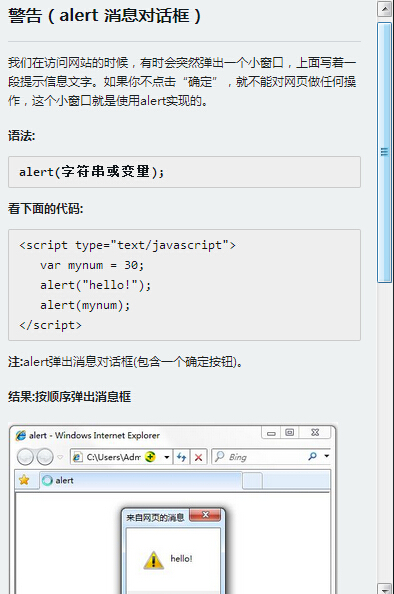 警告（alert 消息对话框）
我们在访问网站的时候，有时会突然弹出一个小窗口，上面写着一
段提示信息文字。如果你不点击“确定”，就不能对网页做任何操
作，这个小窗口就是使用alert实现的。
语法:
alert(字符串或变量);
看下面的代码:
<script type="text/javascript">
var mynum = 30;
alert("hello!");
alert(mynum);
</script>
注:alert弹出消息对话框(包含一个确定按钮)。
结果:按顺序弹出消息框
alert - Windows Internet Explorer
C:\Users\Adm
Bing
alert
来自网页的消息
hello!